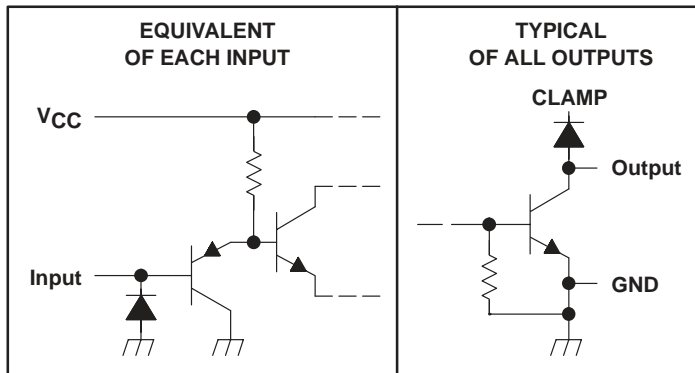 EQUIVALENT
OF EACH INPUT
VCC
Input
TYPICAL
OF ALL OUTPUTS
CLAMP
Output
GND